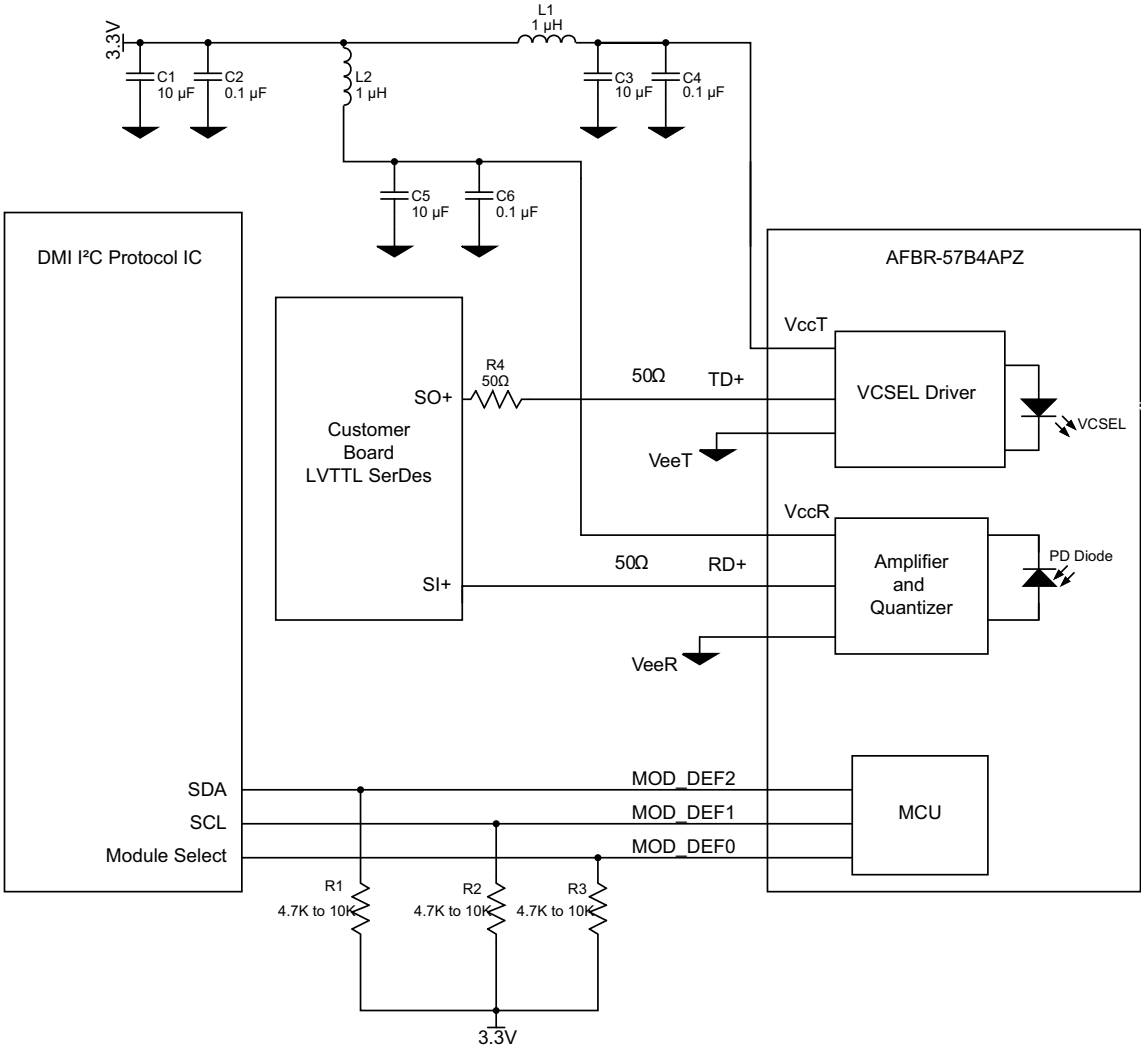 L1
1 µH
3.3V
C1
10 µF
C2
0.1 µF
L2
1 µH
C3
10 µF
C4
0.1 µF
C5
10 µF
C6
0.1 µF
DMI I²C Protocol IC
AFBR-57B4APZ
VccT
R4
50Ω
50Ω
TD+
SO+
VCSEL Driver
VCSEL
Customer
Board
LVTTL SerDes
VeeT
VccR
50Ω
RD+
SI+
Amplifier
and
Quantizer
PD Diode
VeeR
SDA
MOD_DEF2
SCL
MOD_DEF1
MCU
Module Select
MOD_DEF0
R1
4.7K to 10K
R2
4.7K to 10K
R3
4.7K to 10K
3.3V